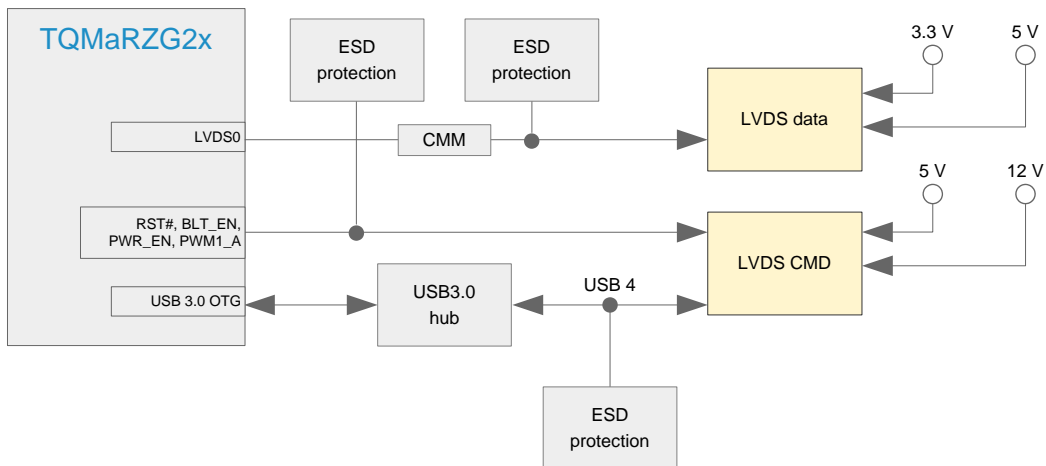 TQMaRZG2x
ESD
protection
ESD
protection
3.3 V
5 V
LVDS0
CMM
LVDS data
5 V
12 V
RST#, BLT_EN,
PWR_EN, PWM1_A
LVDS CMD
USB 3.0 OTG
USB3.0
hub
USB 4
ESD
protection